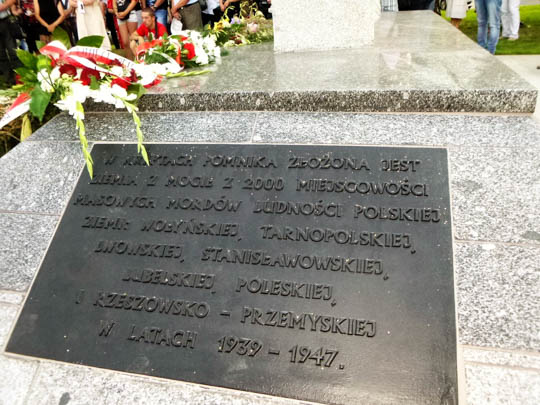 W KRYPTACH POMNIKA ZŁOŻONA JEST
ZIEMIA Z MOGIŁ Z 2000 MIEJSCOWOŚCI
MASOWYCH MORDÓW LUDNOŚCI POLSKIEJ
ZIEMI: WOŁYŃSKIEJ, TARNOPOLSKIEJ,
LWOWSKIEJ, STANISŁAWOWSKIEJ,
LUBELSKIEJ, POLESKIEJ,
I RZESZOWSKO - PRZEMYSKIEJ
W LATACH 1939 - 1947.